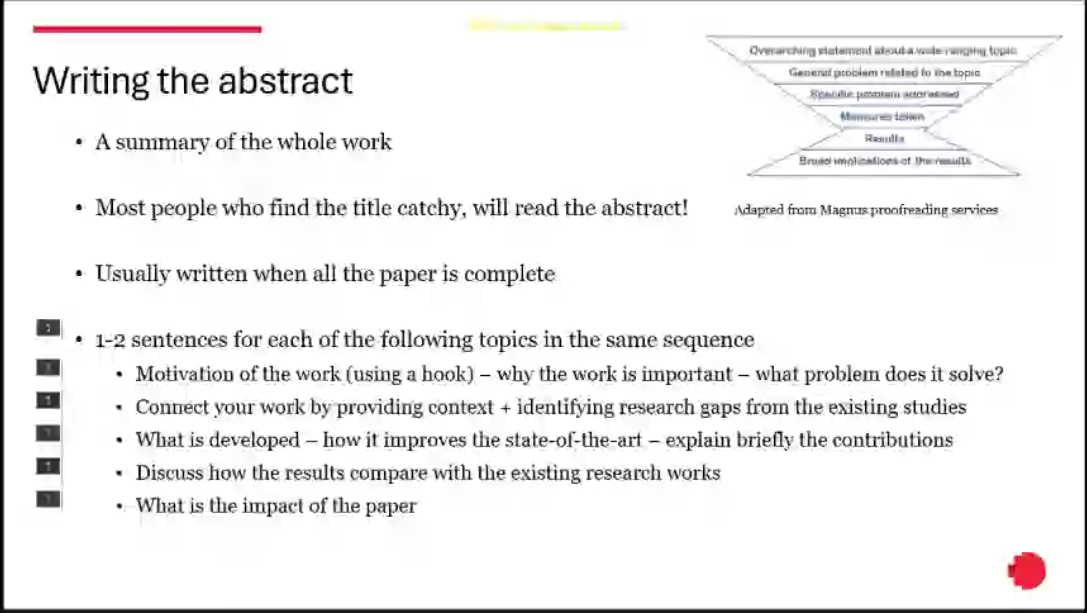 Writing the abstract
• A summary of the whole work
• Most people who find the title catchy, will read the abstract!
• Usually written when all the paper is complete
• 1-2 sentences for each of the following topics in the same sequence
• Motivation of the work (using a hook) – why the work is important – what problem does it solve?
• Connect your work by providing context + identifying research gaps from the existing studies
• What is developed – how it improves the state-of-the-art – explain briefly the contributions
• Discuss how the results compare with the existing research works
• What is the impact of the paper
Overarching statement about a wide-ranging topic
General problem related to the topic
Specific problem addressed
Measures taken
Results
Broad implications of the results
Adapted from Magnus proofreading services